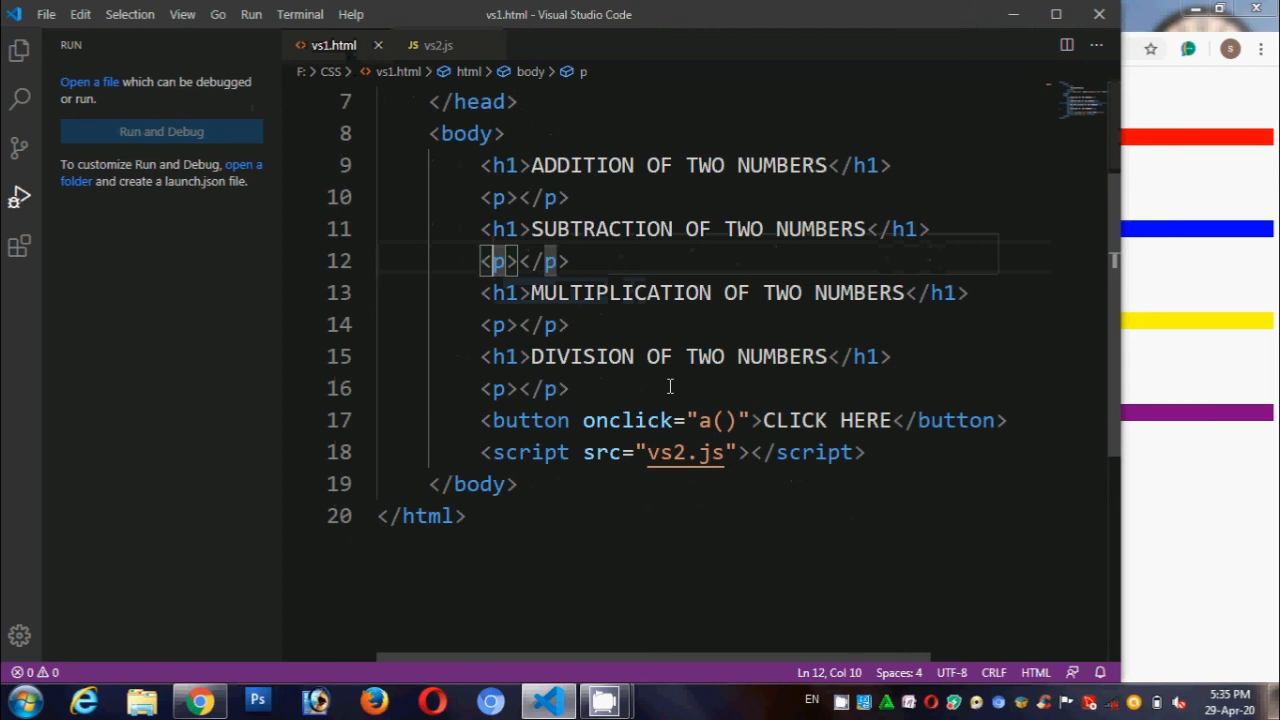 File Edit Selection View Go Run Terminal Help
vs1.html - Visual Studio Code
RUN
Open a file which can be debugged
or run.
Run and Debug
To customize Run and Debug, open a
folder and create a launch.json file.
vs1.html
JS vs2.js
F: > CSS > vs1.html > html > body > p
7 </head>
8 <body>
9 <h1>ADDITION OF TWO NUMBERS</h1>
10 <p></p>
11 <h1>SUBTRACTION OF TWO NUMBERS</h1>
12 <p></p>
13 <h1>MULTIPLICATION OF TWO NUMBERS</h1>
14 <p></p>
15 <h1>DIVISION OF TWO NUMBERS</h1>
16 <p></p>
17 <button onclick="a()">CLICK HERE</button>
18 <script src="vs2.js"></script>
19 </body>
20 </html>
S
0 0
Ln 12, Col 10 Spaces: 4 UTF-8 CRLF HTML
Ps
EN
5:35 PM
29-Apr-20